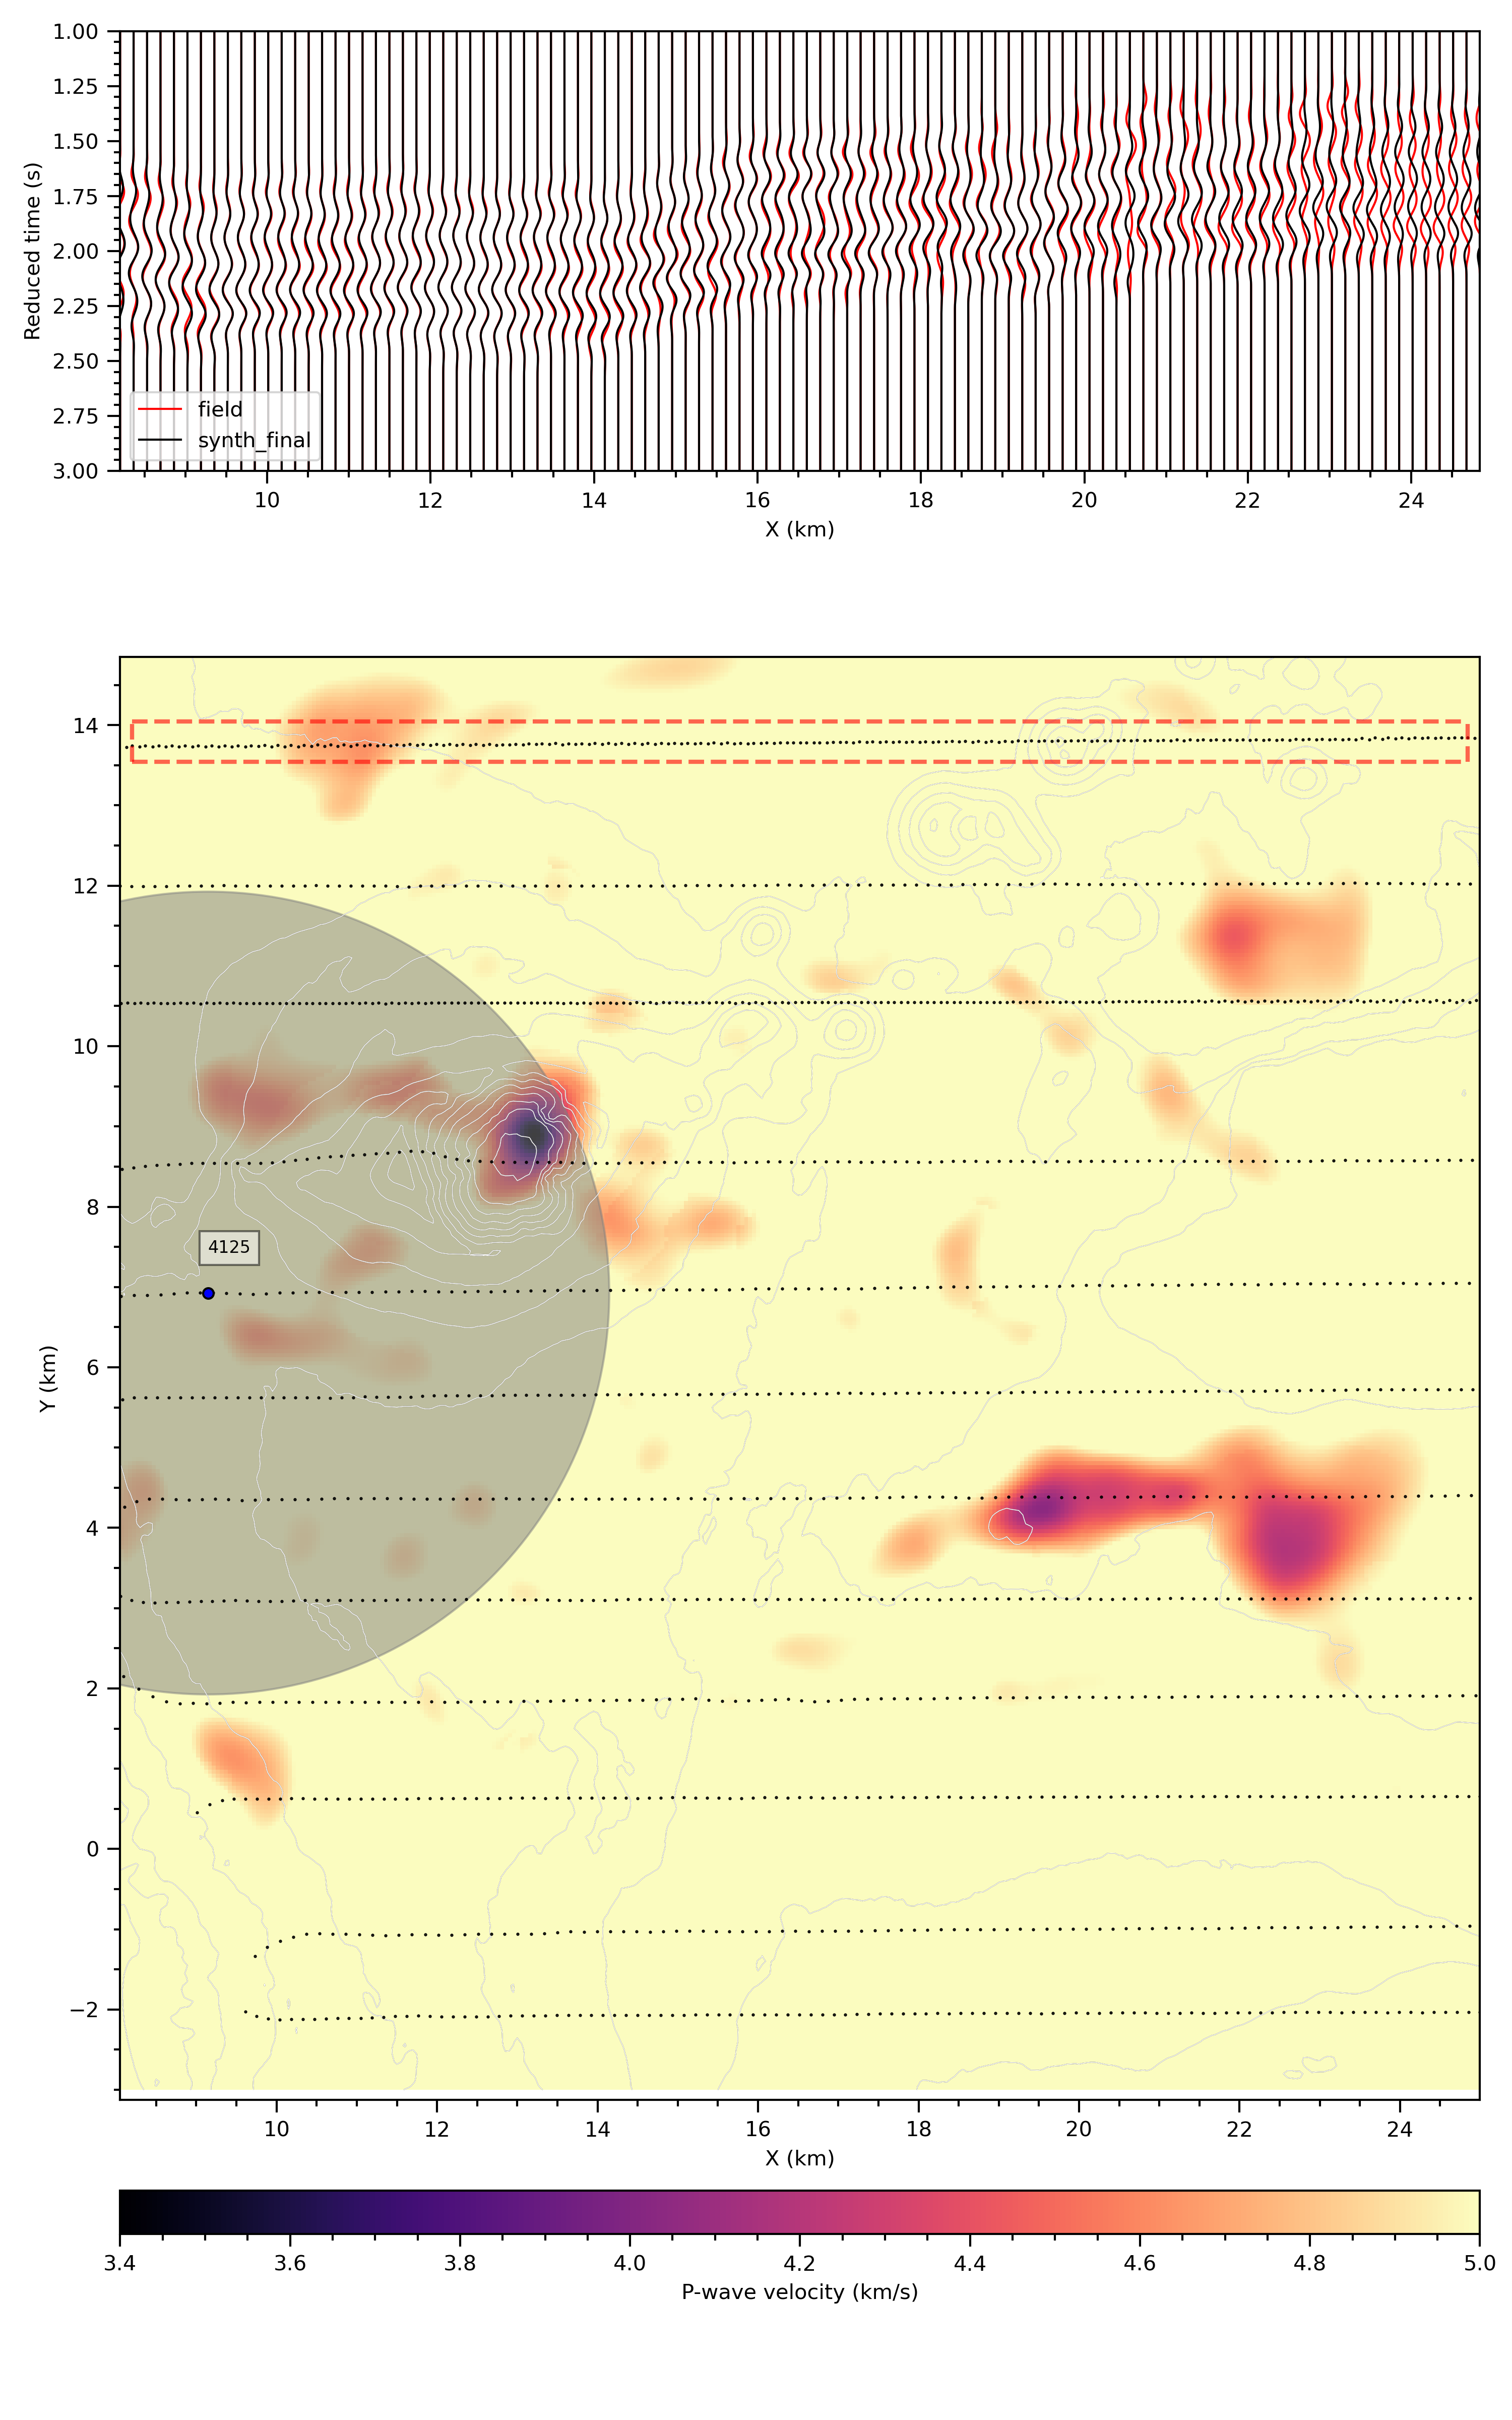 1.00
1.25
1.50
1.75
2.00
2.25
2.50
2.75
3.00
Reduced time (s)
field
synth_final
10 12 14 16 18 20 22 24
X (km)
14
12
10
8
6
4
2
0
−2
Y (km)
4125
10 12 14 16 18 20 22 24
X (km)
3.4 3.6 3.8 4.0 4.2 4.4 4.6 4.8 5.0
P-wave velocity (km/s)